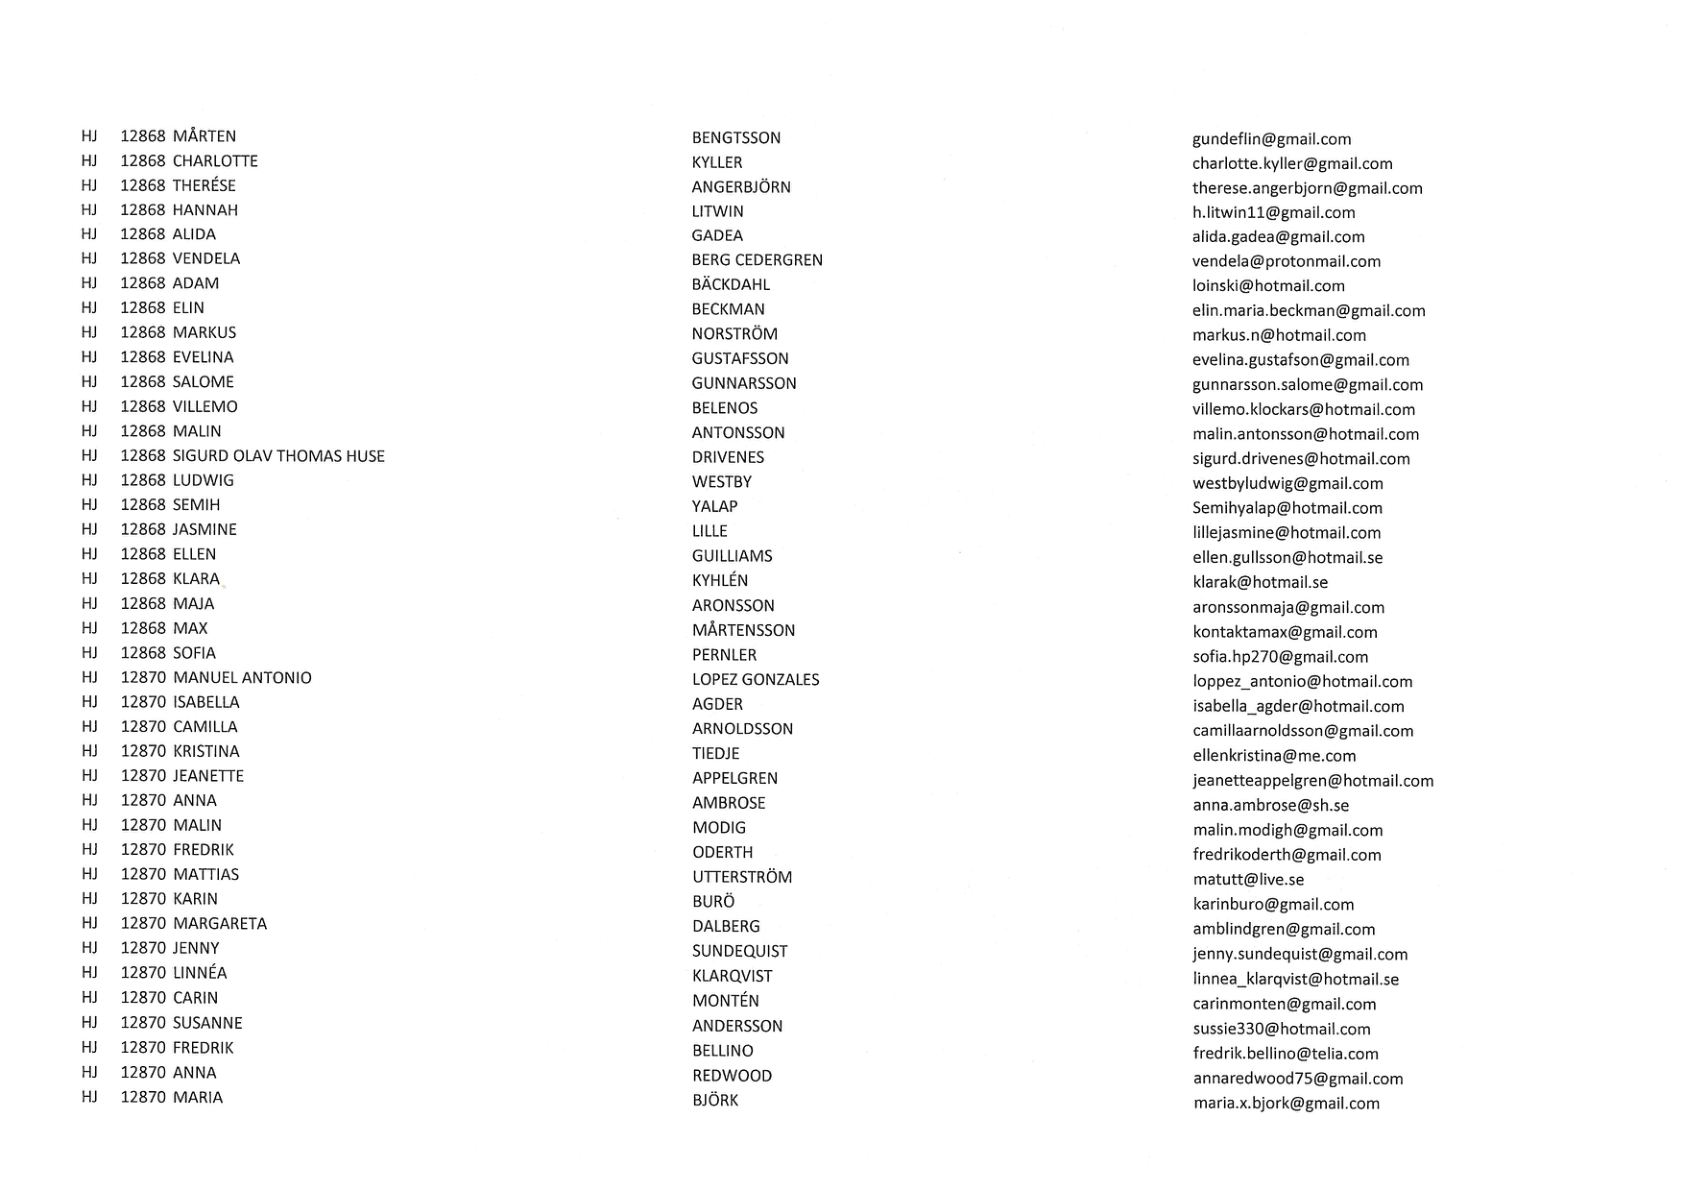 HJ 12868 MÅRTEN BENGTSSON gundeflin@gmail.com
HJ 12868 CHARLOTTE KYLLER charlotte.kyller@gmail.com
HJ 12868 THERÉSE ANGERBJÖRN therese.angerbjorn@gmail.com
HJ 12868 HANNAH LITWIN h.litwin11@gmail.com
HJ 12868 ALIDA GADEA alida.gadea@gmail.com
HJ 12868 VENDELA BERG CEDERGREN vendela@protonmail.com
HJ 12868 ADAM BÄCKDAHL loinski@hotmail.com
HJ 12868 ELIN BECKMAN elin.maria.beckman@gmail.com
HJ 12868 MARKUS NORSTRÖM markus.n@hotmail.com
HJ 12868 EVELINA GUSTAFSSON evelina.gustafson@gmail.com
HJ 12868 SALOME GUNNARSSON gunnarsson.salome@gmail.com
HJ 12868 VILLEMO BELENOS villemo.klockars@hotmail.com
HJ 12868 MALIN ANTONSSON malin.antonsson@hotmail.com
HJ 12868 SIGURD OLAV THOMAS HUSE DRIVENES sigurd.drivenes@hotmail.com
HJ 12868 LUDWIG WESTBY westbyludwig@gmail.com
HJ 12868 SEMIH YALAP Semihyalap@hotmail.com
HJ 12868 JASMINE LILLE lillejasmine@hotmail.com
HJ 12868 ELLEN GUILLIAMS ellen.gullsson@hotmail.se
HJ 12868 KLARA KYHLÉN klarak@hotmail.se
HJ 12868 MAJA ARONSSON aronssonmaja@gmail.com
HJ 12868 MAX MÅRTENSSON kontaktamax@gmail.com
HJ 12868 SOFIA PERNLER sofia.hp270@gmail.com
HJ 12870 MANUEL ANTONIO LOPEZ GONZALES loppez_antonio@hotmail.com
HJ 12870 ISABELLA AGDER isabella_agder@hotmail.com
HJ 12870 CAMILLA ARNOLDSSON camillaarnoldsson@gmail.com
HJ 12870 KRISTINA TIEDJE ellenkristina@me.com
HJ 12870 JEANETTE APPELGREN jeanetteappelgren@hotmail.com
HJ 12870 ANNA AMBROSE anna.ambrose@sh.se
HJ 12870 MALIN MODIG malin.modigh@gmail.com
HJ 12870 FREDRIK ODERTH fredrikoderth@gmail.com
HJ 12870 MATTIAS UTTERSTRÖM matutt@live.se
HJ 12870 KARIN BURÖ karinburo@gmail.com
HJ 12870 MARGARETA DALBERG amblindgren@gmail.com
HJ 12870 JENNY SUNDEQUIST jenny.sundequist@gmail.com
HJ 12870 LINNÉA KLARQVIST linnea_klarqvist@hotmail.se
HJ 12870 CARIN MONTÉN carinmonten@gmail.com
HJ 12870 SUSANNE ANDERSSON sussie330@hotmail.com
HJ 12870 FREDRIK BELLINO fredrik.bellino@telia.com
HJ 12870 ANNA REDWOOD annaredwood75@gmail.com
HJ 12870 MARIA BJÖRK maria.x.bjork@gmail.com